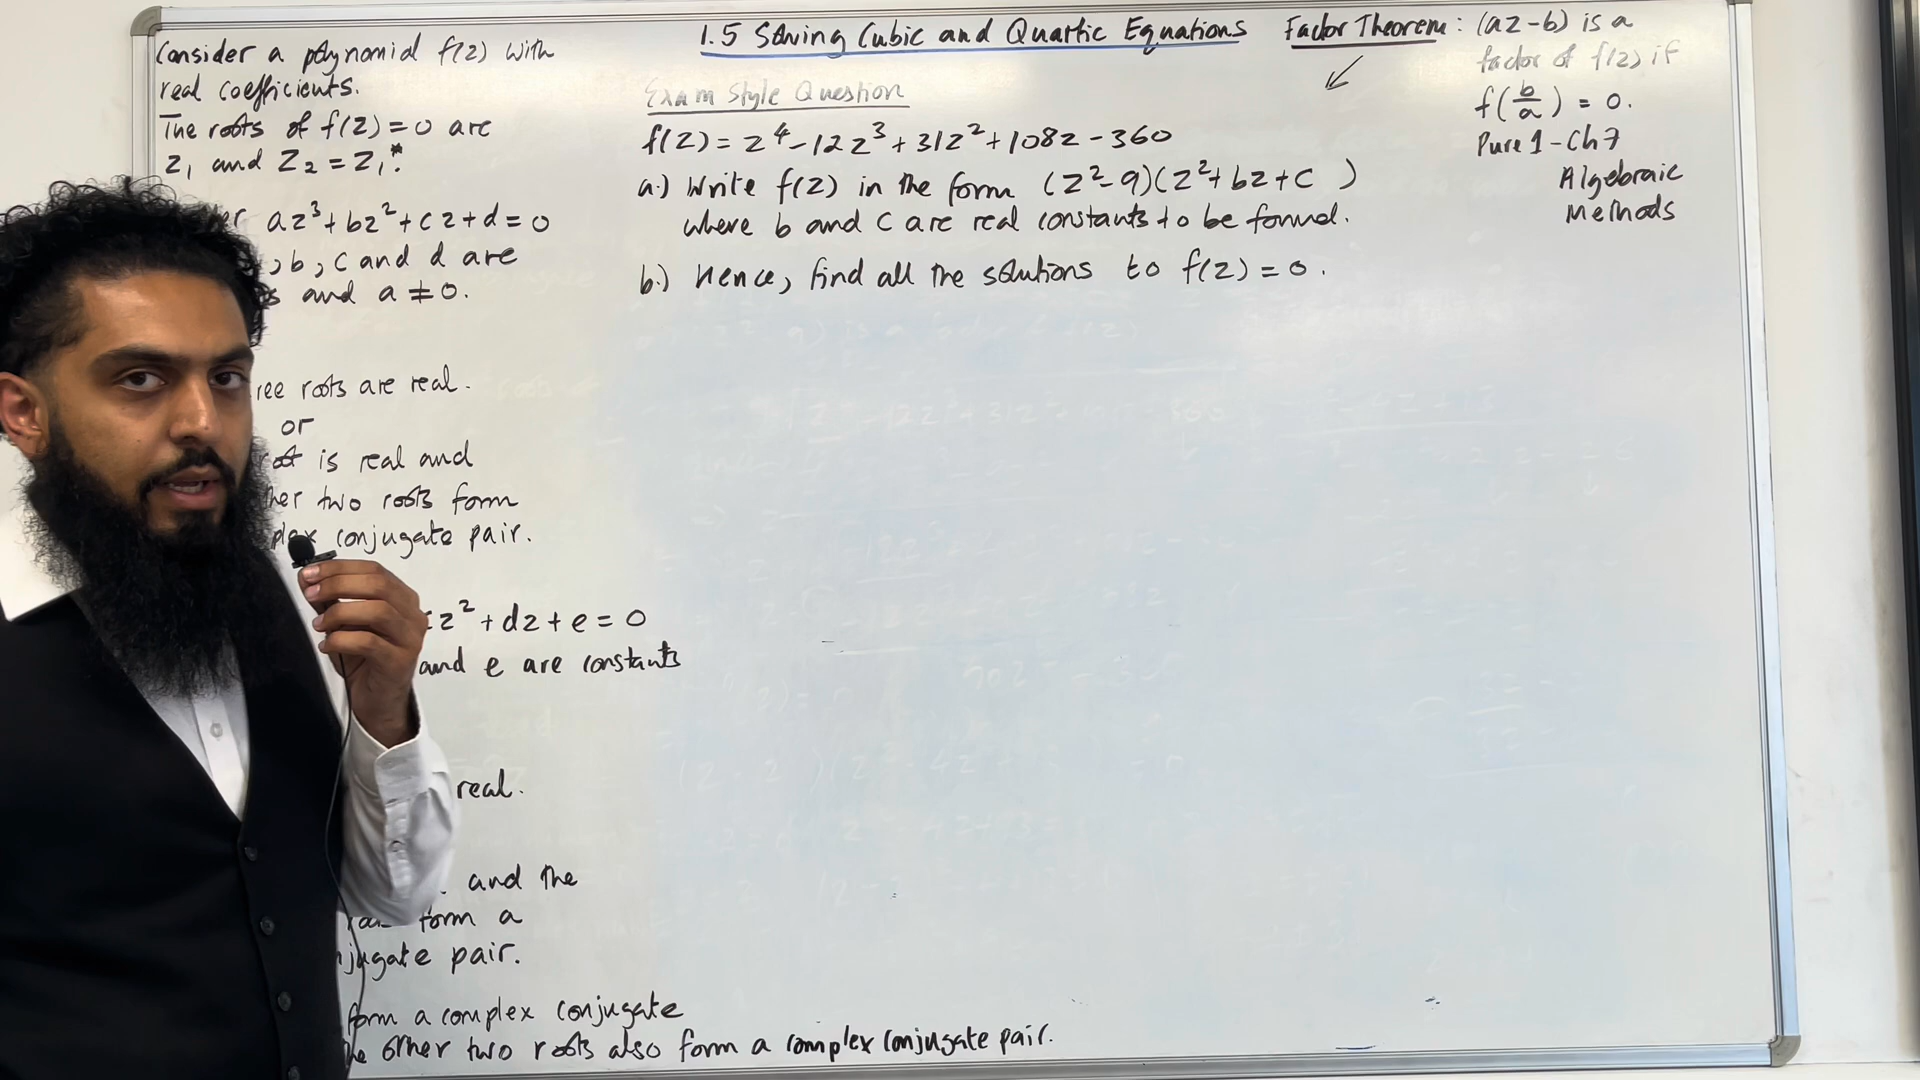 1.5 Solving Cubic and Quartic Equations
Factor Theorem: (az-b) is a
factor of f(z) if
f(b/a) = 0.
Pure 1 - Ch 7
Algebraic
Methods
Consider a polynomial f(z) with
real coefficients.
The roots of f(z)=0 are
z₁ and z₂ = z₁*.
az³+bz²+cz+d=0
, b, c and d are
and a ≠ 0.
roots are real.
or
is real and
two roots form
conjugate pair.
z²+dz+e=0
and e are constants
real.
and the
form a
pair.
form a complex conjugate
other two roots also form a complex conjugate pair.
Exam Style Question
f(z) = z⁴-12z³+31z²+108z-360
a.) Write f(z) in the form (z²-9)(z²+bz+c )
where b and c are real constants to be found.
b.) Hence, find all the solutions to f(z) = 0.